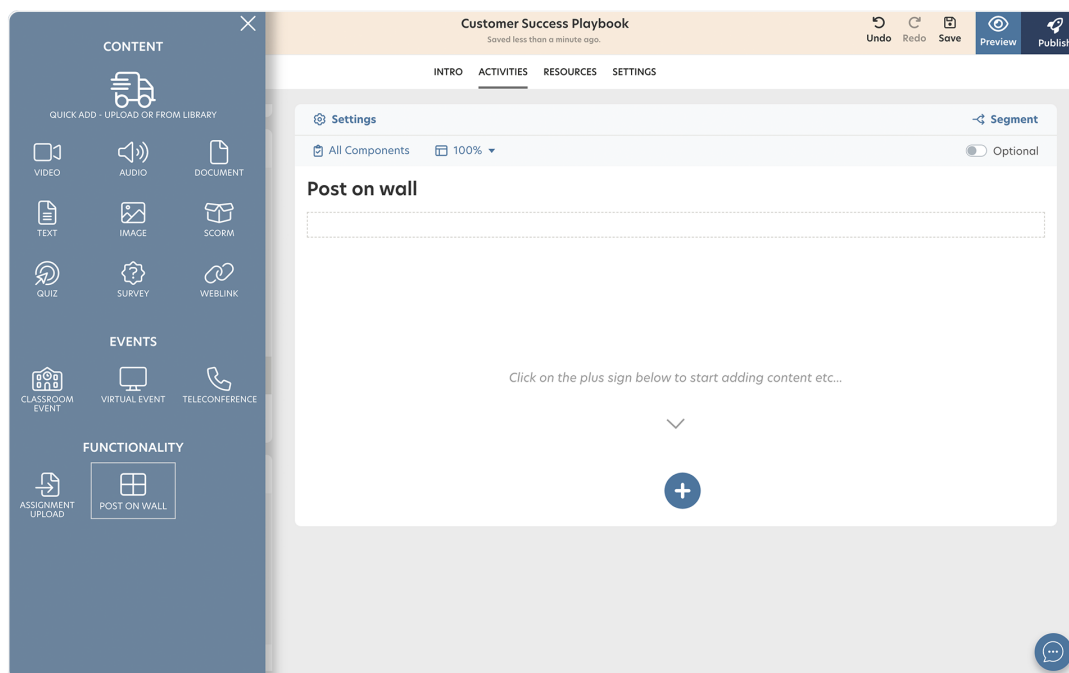 CONTENT
QUICK ADD - UPLOAD OR FROM LIBRARY
VIDEO
AUDIO
DOCUMENT
TEXT
IMAGE
SCORM
QUIZ
SURVEY
WEBLINK
EVENTS
CLASSROOM
EVENT
VIRTUAL EVENT
TELECONFERENCE
FUNCTIONALITY
ASSIGNMENT
UPLOAD
POST ON WALL
Customer Success Playbook
Saved less than a minute ago.
Undo
Redo
Save
Preview
Publish
INTRO
ACTIVITIES
RESOURCES
SETTINGS
Settings
Segment
All Components
100%
Optional
Post on wall
Click on the plus sign below to start adding content etc...